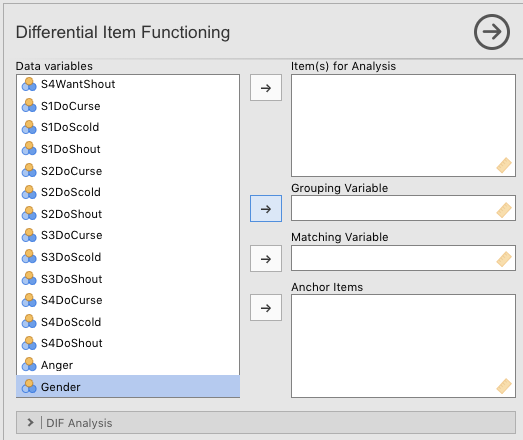 Differential Item Functioning
Data variables
S4WantShout
S1DoCurse
S1DoScold
S1DoShout
S2DoCurse
S2DoScold
S2DoShout
S3DoCurse
S3DoScold
S3DoShout
S4DoCurse
S4DoScold
S4DoShout
Anger
Gender
Item(s) for Analysis
Grouping Variable
Matching Variable
Anchor Items
DIF Analysis